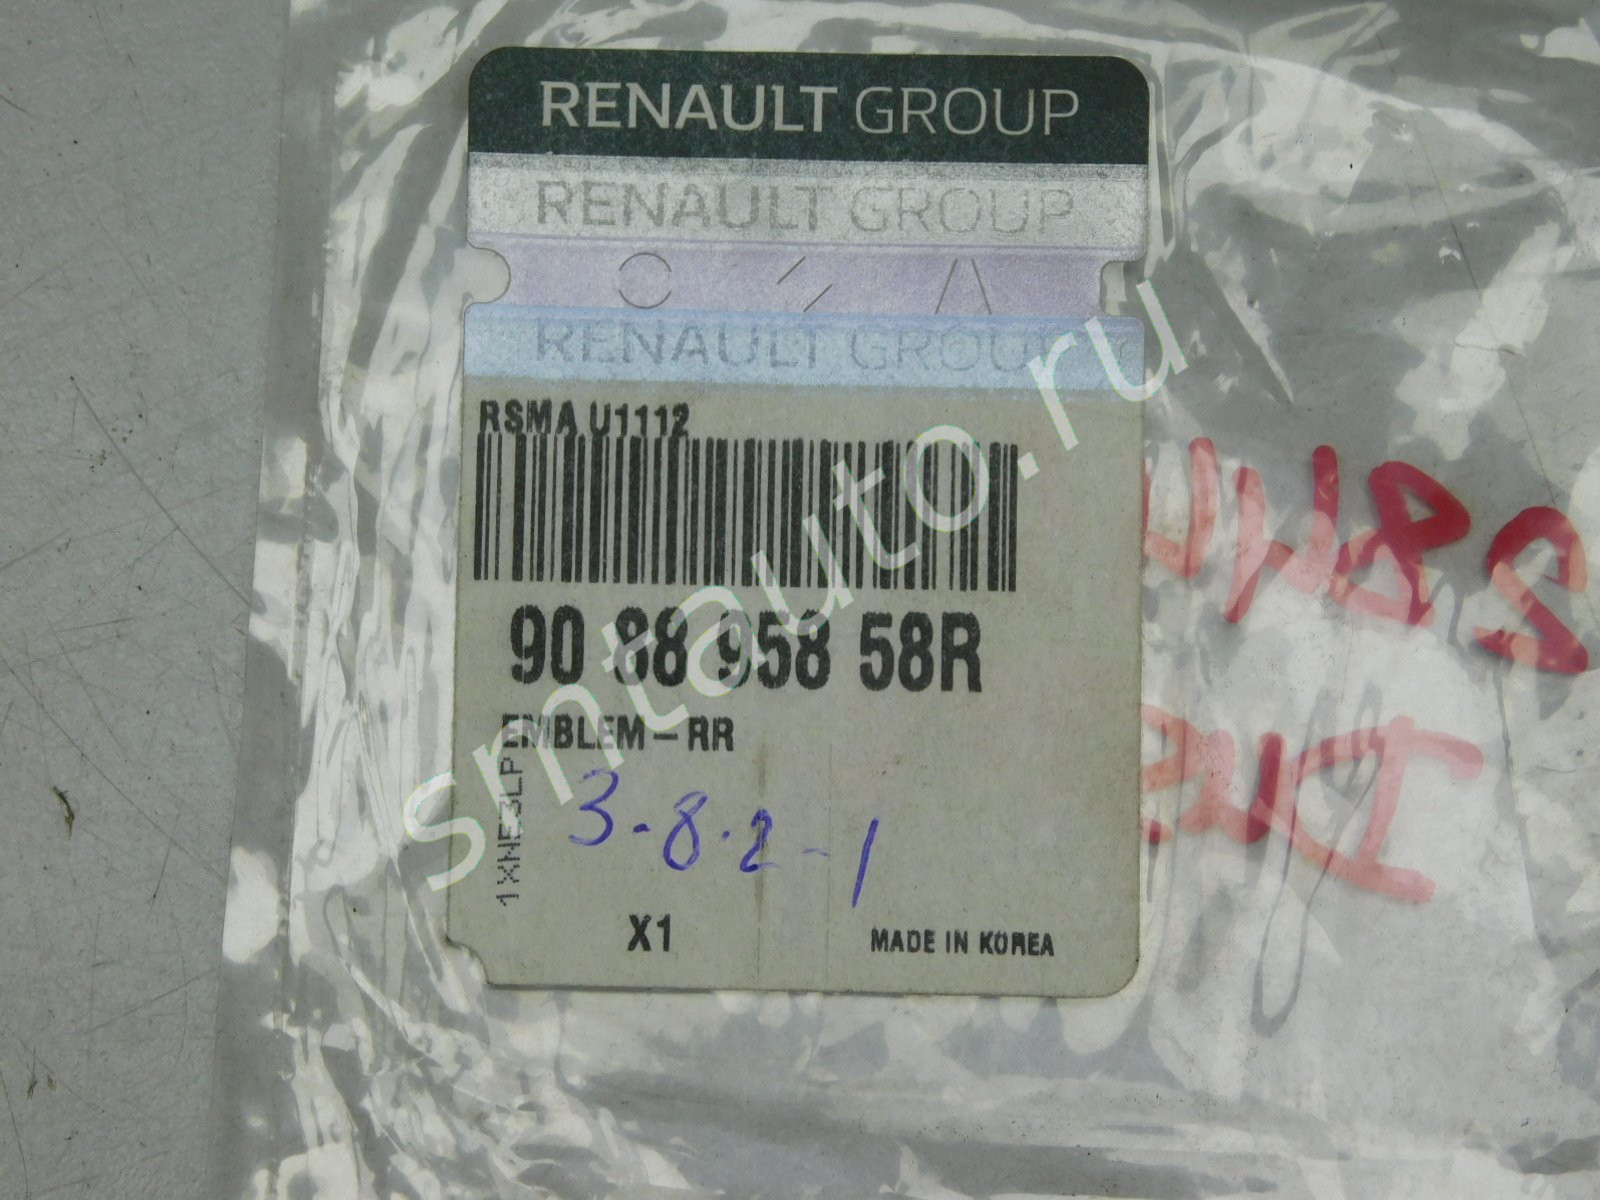 RENAULT GROUP
RENAULT GROUP
RENAULT GROUP
RSMA U1112
90 88 958 58R
EMBLEM-RR
1XNE3LP
3-8.2-1
X1
MADE IN KOREA
smtauto.ru